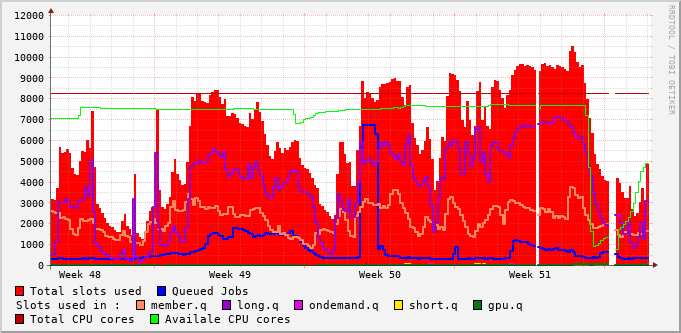 12000
11000
10000
9000
8000
7000
6000
5000
4000
3000
2000
1000
0
Week 48 Week 49 Week 50 Week 51
RRDTOOL / TOBI OETIKER
Total slots used Queued Jobs
Slots used in : member.q long.q ondemand.q short.q gpu.q
Total CPU cores Availale CPU cores